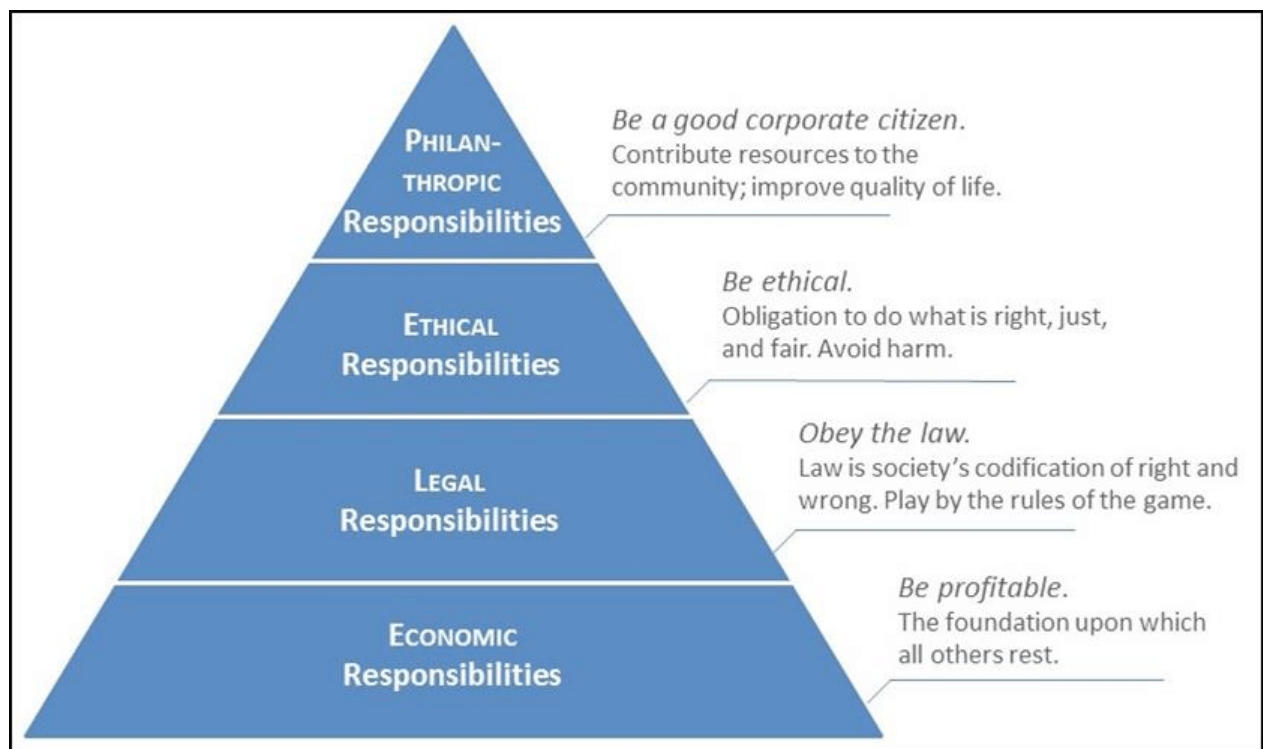 PHILAN-
THROPIC
Responsibilities
Be a good corporate citizen.
Contribute resources to the
community; improve quality of life.
ETHICAL
Responsibilities
Be ethical.
Obligation to do what is right, just,
and fair. Avoid harm.
LEGAL
Responsibilities
Obey the law.
Law is society’s codification of right and
wrong. Play by the rules of the game.
ECONOMIC
Responsibilities
Be profitable.
The foundation upon which
all others rest.